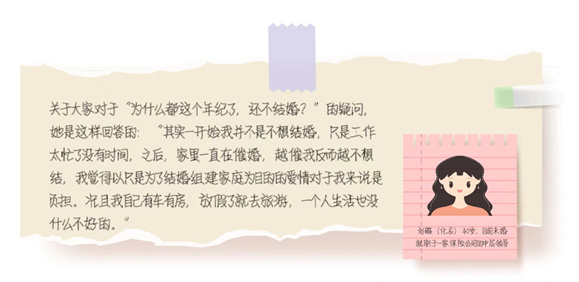 关于大家对于“为什么都这个年纪了，还不结婚？”的疑问，
她是这样回答的：“其实一开始我并不是不想结婚，只是工作
太忙了没有时间，之后，家里一直在催婚，越催我反而越不想
结，我觉得以只是为了结婚组建家庭为目的的爱情对于我来说是
负担。况且我自己有车有房，放假了就去旅游，一个人生活也没
什么不好的。”
刘璐（化名）40岁，目前未婚
就职于一家保险公司的中层领导